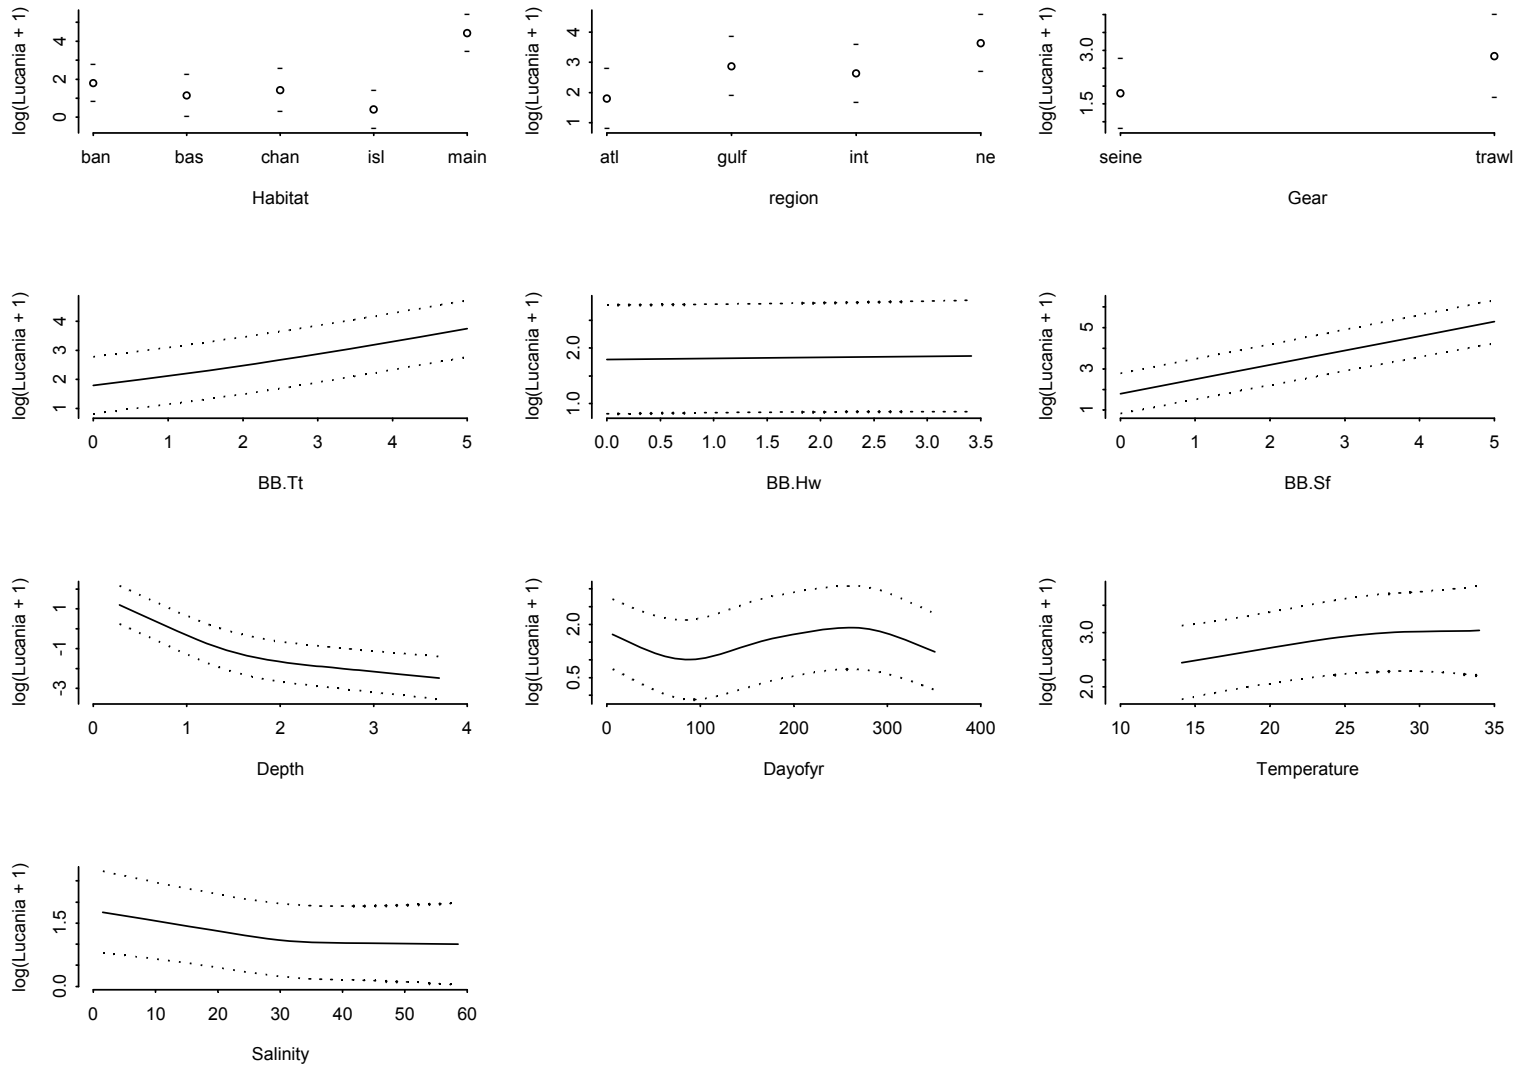 log(Lucania + 1)
0 2 4
ban bas chan isl main
Habitat
log(Lucania + 1)
1 2 3 4
atl gulf int ne
region
log(Lucania + 1)
1.5 3.0
seine trawl
Gear
log(Lucania + 1)
1 2 3 4
0 1 2 3 4 5
BB.Tt
log(Lucania + 1)
1.0 2.0
0.0 0.5 1.0 1.5 2.0 2.5 3.0 3.5
BB.Hw
log(Lucania + 1)
1 3 5
0 1 2 3 4 5
BB.Sf
log(Lucania + 1)
-3 -1 1
0 1 2 3 4
Depth
log(Lucania + 1)
0.5 2.0
0 100 200 300 400
Dayofyr
log(Lucania + 1)
2.0 3.0
10 15 20 25 30 35
Temperature
log(Lucania + 1)
0.0 1.5
0 10 20 30 40 50 60
Salinity